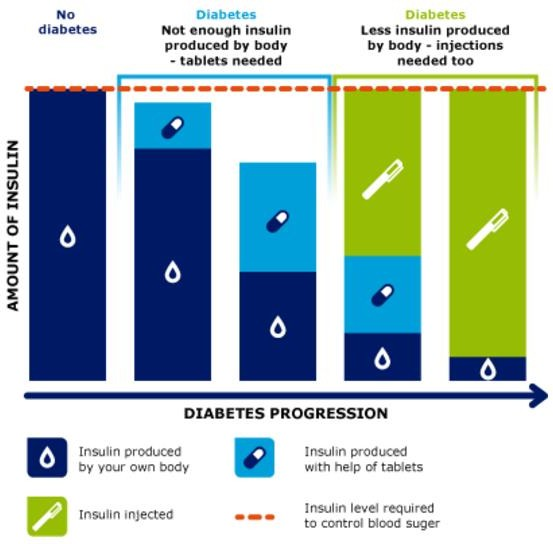 No
diabetes
Diabetes
Not enough insulin
produced by body
- tablets needed
Diabetes
Less insulin produced
by body - injections
needed too
AMOUNT OF INSULIN
DIABETES PROGRESSION
Insulin produced
by your own body
Insulin produced
with help of tablets
Insulin injected
Insulin level required
to control blood suger